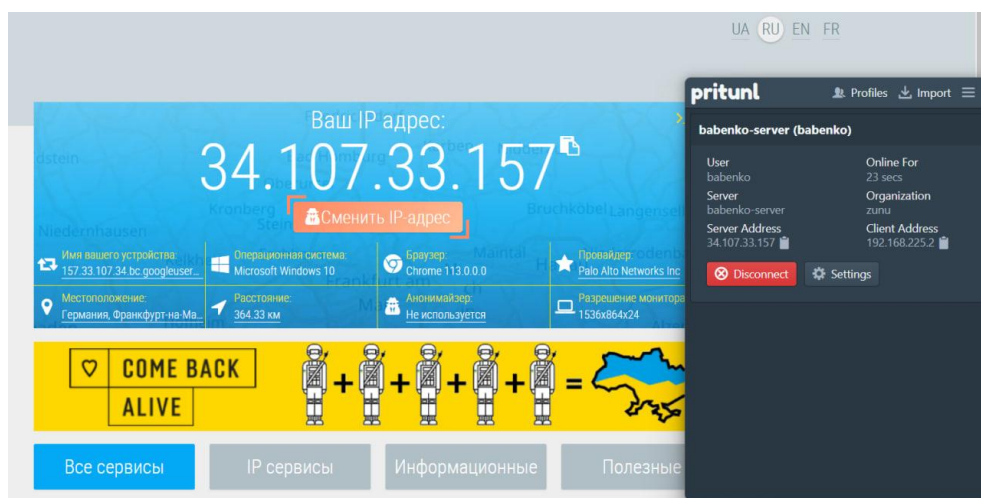 UA RU EN FR
Ваш IP адрес:
34.107.33.157
Сменить IP-адрес
Имя вашего устройства:
157.33.107.34.bc.googleuser...
Операционная система:
Microsoft Windows 10
Браузер:
Chrome 113.0.0.0
Провайдер:
Palo Alto Networks Inc
Местоположение:
Германия, Франкфурт-на-Ма...
Расстояние:
364.33 км
Анонимайзер:
Не используется
Разрешение монитора
1536x864x24
Niedernhausen
Kronberg
Bruchköbel
Maintal
COME BACK
ALIVE
Все сервисы
IP сервисы
Информационные
Полезные
pritunl
Profiles
Import
babenko-server (babenko)
User
babenko
Online For
23 secs
Server
babenko-server
Organization
zunu
Server Address
34.107.33.157
Client Address
192.168.225.2
Disconnect
Settings